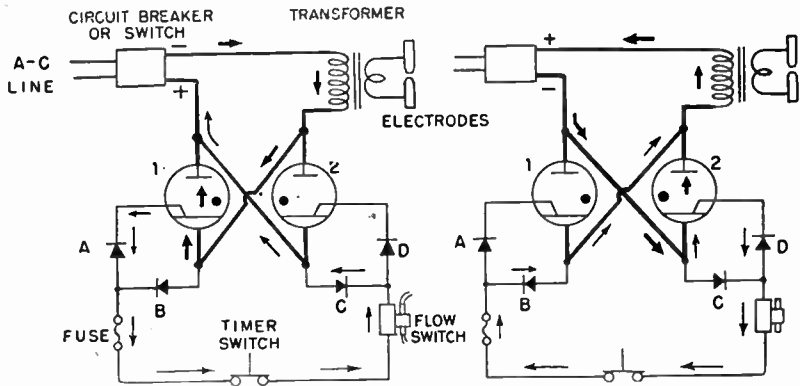 CIRCUIT BREAKER
OR SWITCH
TRANSFORMER
A-C
LINE
−
+
+
−
ELECTRODES
1
2
1
2
A
D
A
D
B
C
B
C
FUSE
TIMER
SWITCH
FLOW
SWITCH